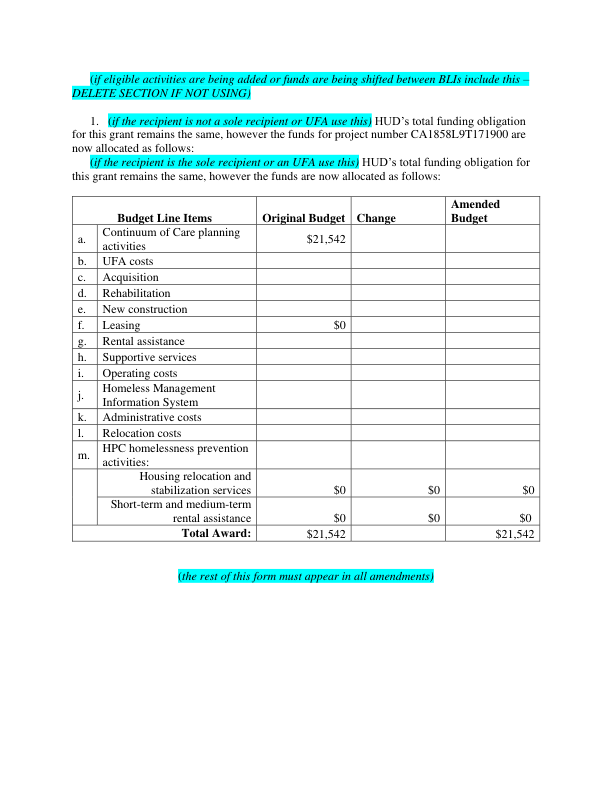 (if eligible activities are being added or funds are being shifted between BLIs include this –
DELETE SECTION IF NOT USING)
1. (if the recipient is not a sole recipient or UFA use this) HUD’s total funding obligation
for this grant remains the same, however the funds for project number CA1858L9T171900 are
now allocated as follows:
(if the recipient is the sole recipient or an UFA use this) HUD’s total funding obligation for
this grant remains the same, however the funds are now allocated as follows:
Budget Line Items Original Budget Change Amended
Budget
a. Continuum of Care planning
activities $21,542
b. UFA costs
c. Acquisition
d. Rehabilitation
e. New construction
f. Leasing $0
g. Rental assistance
h. Supportive services
i. Operating costs
j. Homeless Management
Information System
k. Administrative costs
l. Relocation costs
m. HPC homelessness prevention
activities:
Housing relocation and
stabilization services $0 $0 $0
Short-term and medium-term
rental assistance $0 $0 $0
Total Award: $21,542 $21,542
(the rest of this form must appear in all amendments)